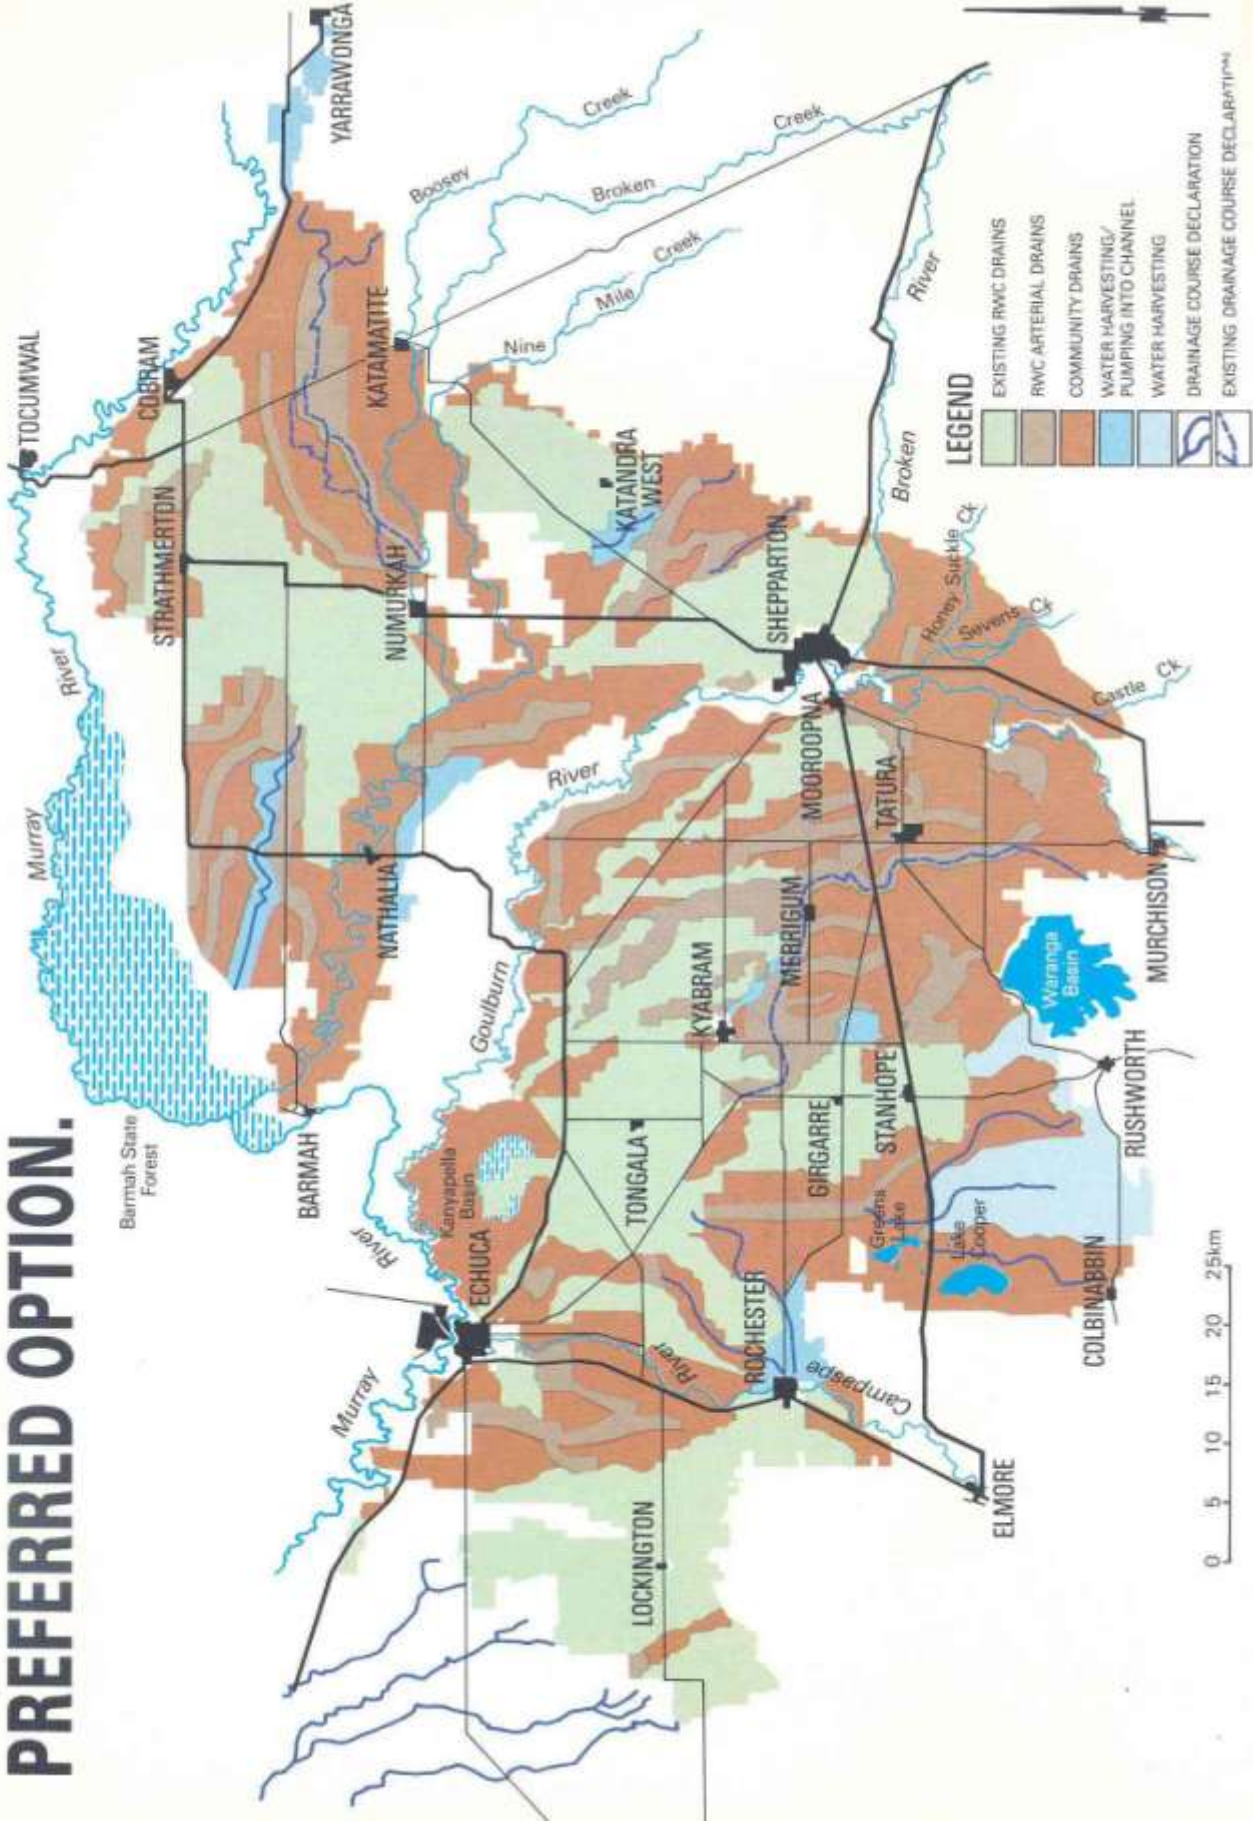 PREFERRED OPTION.
TOCUMWAL
Murray
River
Barmah State
Forest
COBRAM
YARRAWONGA
STRATHMERTON
Boosey
Creek
Broken
Creek
KATAMATITE
NUMURKAH
Nine
Mile
Creek
BARMAH
NATHALIA
Murray
River
Goulburn
River
KATANDRA
WEST
ECHUCA
Kanyapella
Basin
TONGALA
KYABRAM
MERRIGUM
MOOROOPNA
SHEPPARTON
Broken
River
LOCKINGTON
River
ROCHESTER
GIRGARRE
STANHOPE
TATURA
Honey Suckle Ck
Sevens Ck
Castle Ck
Campaspe
Greens
Lake
Lake
Cooper
Waranga
Basin
ELMORE
COLBINABBIN
RUSHWORTH
MURCHISON
0 5 10 15 20 25km
LEGEND
EXISTING RWC DRAINS
RWC ARTERIAL DRAINS
COMMUNITY DRAINS
WATER HARVESTING/
PUMPING INTO CHANNEL
WATER HARVESTING
DRAINAGE COURSE DECLARATION
EXISTING DRAINAGE COURSE DECLARATION
N